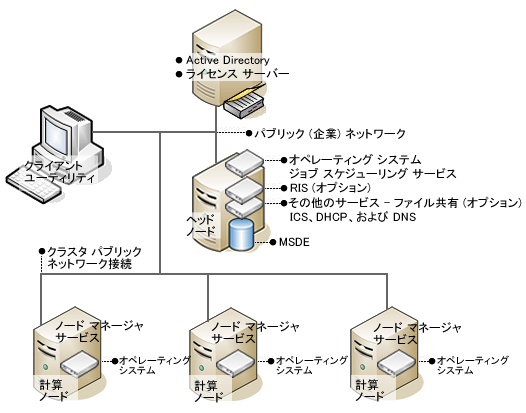 Active Directory
ライセンス サーバー
パブリック (企業) ネットワーク
クライアント
ユーティリティ
オペレーティング システム
ジョブ スケジューリング サービス
RIS (オプション)
その他のサービス - ファイル共有 (オプション)
ICS、DHCP、および DNS
ヘッド
ノード
MSDE
クラスタ パブリック
ネットワーク接続
ノード マネージャ
サービス
オペレーティング
システム
計算
ノード
ノード マネージャ
サービス
オペレーティング
システム
計算
ノード
ノード マネージャ
サービス
オペレーティング
システム
計算
ノード